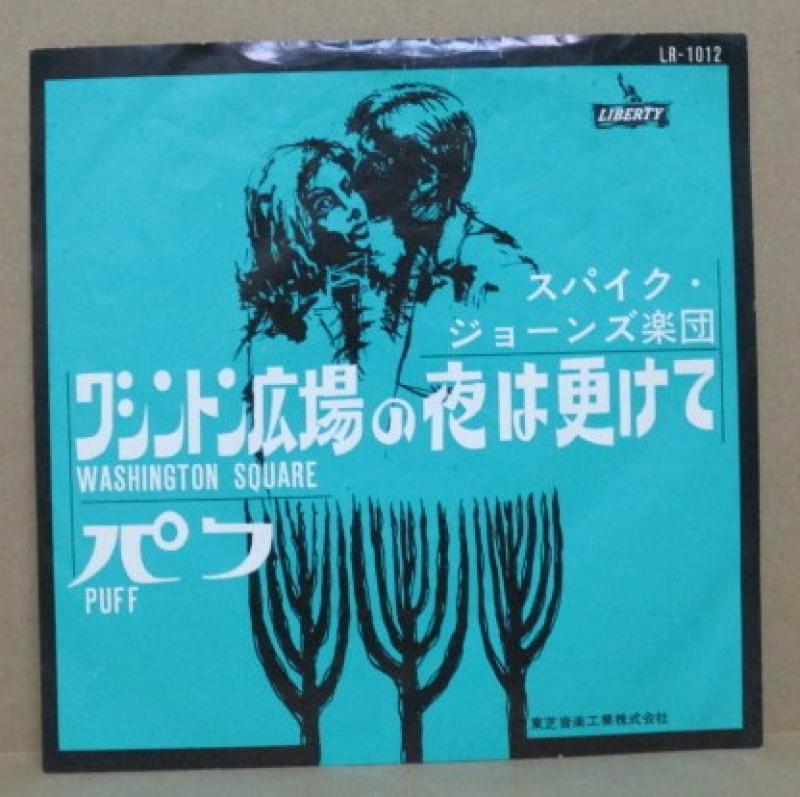 LR-1012
LIBERTY
スパイク・
ジョーンズ楽団
ワシントン広場の夜は更けて
WASHINGTON SQUARE
パフ
PUFF
東芝音楽工業株式会社